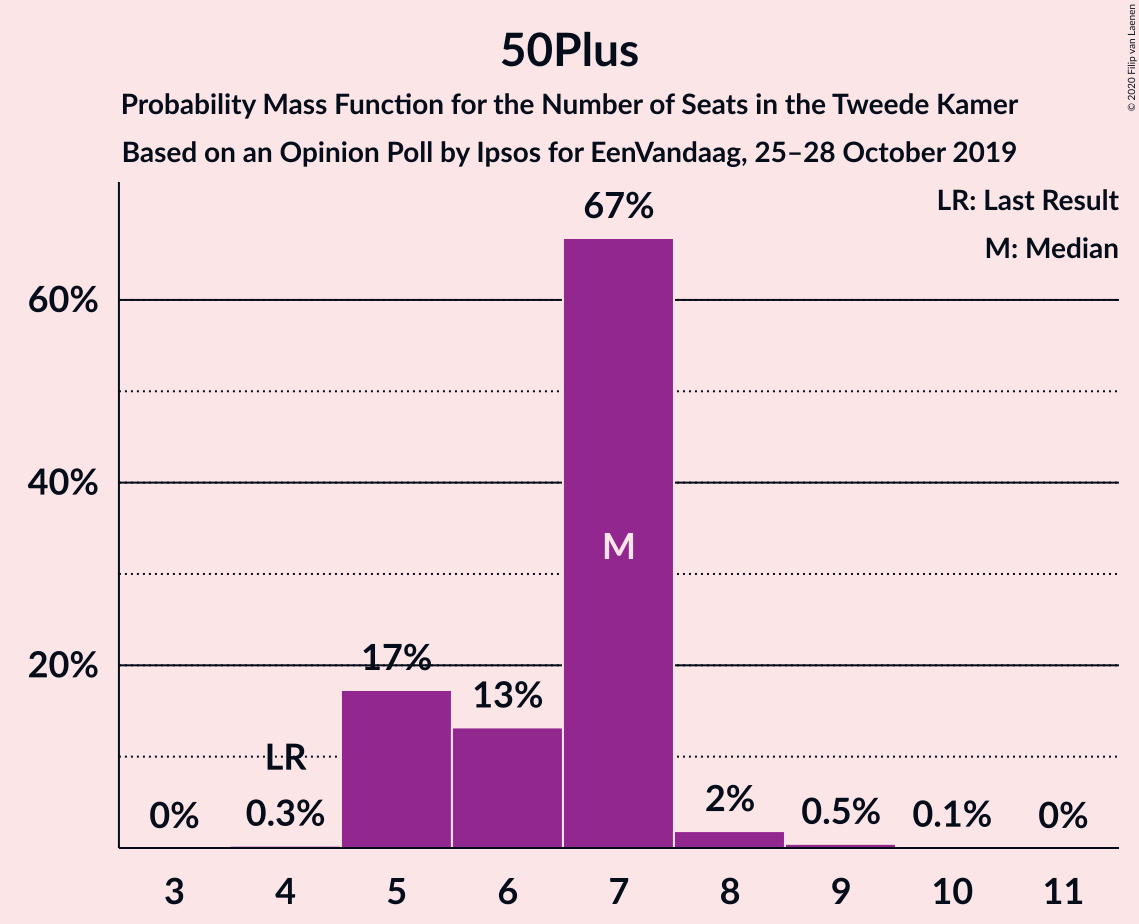 50Plus
Probability Mass Function for the Number of Seats in the Tweede Kamer
Based on an Opinion Poll by Ipsos for EenVandaag, 25–28 October 2019
© 2020 Filip van Laenen
LR: Last Result
M: Median
67%
60%
40%
M
20%
17%
13%
LR
0%
0.3%
2%
0.5%
0.1%
0%
3 4 5 6 7 8 9 10 11